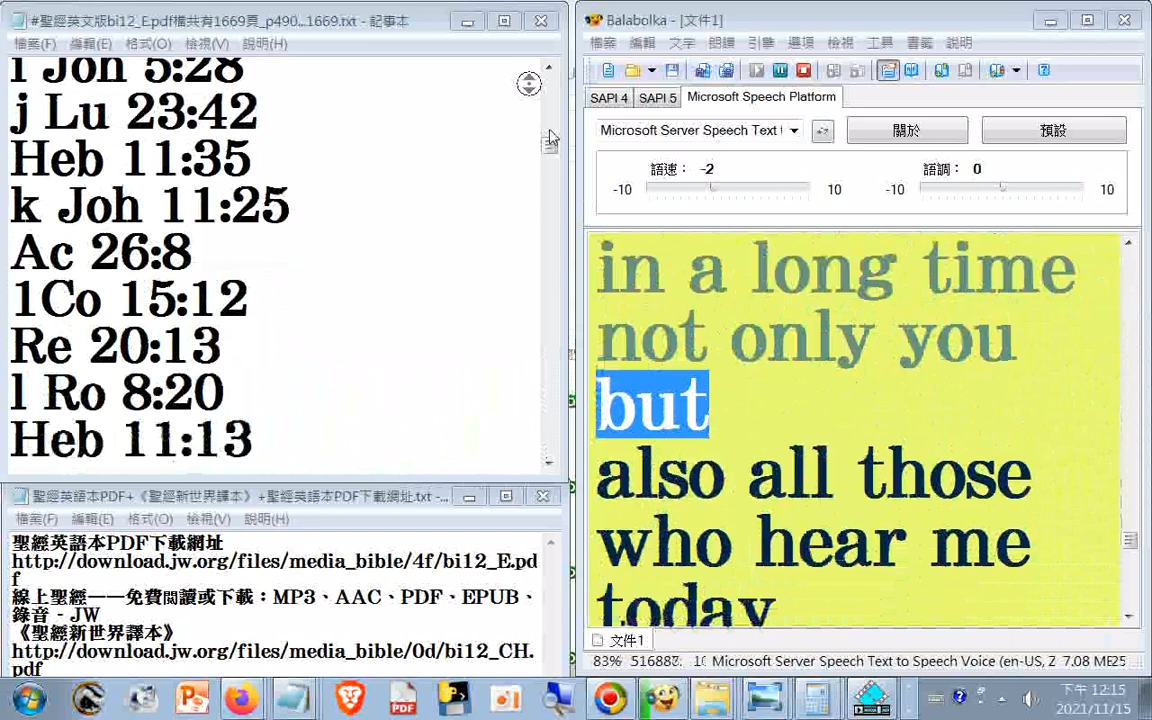 #聖經英文版bi12_E.pdf檔共有1669頁_p490...1669.txt - 記事本
檔案(F) 編輯(E) 格式(O) 檢視(V) 說明(H)
i Joh 5:28
j Lu 23:42
Heb 11:35
k Joh 11:25
Ac 26:8
1Co 15:12
Re 20:13
l Ro 8:20
Heb 11:13
聖經英語本PDF+《聖經新世界譯本》+聖經英語本PDF下載網址.txt - ...
檔案(F) 編輯(E) 格式(O) 檢視(V) 說明(H)
聖經英語本PDF下載網址
http://download.jw.org/files/media_bible/4f/bi12_E.pd
f
線上聖經——免費閱讀或下載：MP3、AAC、PDF、EPUB、
錄音 - JW
《聖經新世界譯本》
http://download.jw.org/files/media_bible/0d/bi12_CH.
pdf
Balabolka - [文件1]
檔案 編輯 文字 朗讀 引擎 選項 檢視 工具 書籤 說明
SAPI 4 SAPI 5 Microsoft Speech Platform
Microsoft Server Speech Text 關於 預設
語速： -2 語調： 0
-10 10 -10 10
in a long time
not only you
but
also all those
who hear me
today
文件1
83% Microsoft Server Speech Text to Speech Voice (en-US, Z 7.08 ME
下午 12:15
2021/11/15